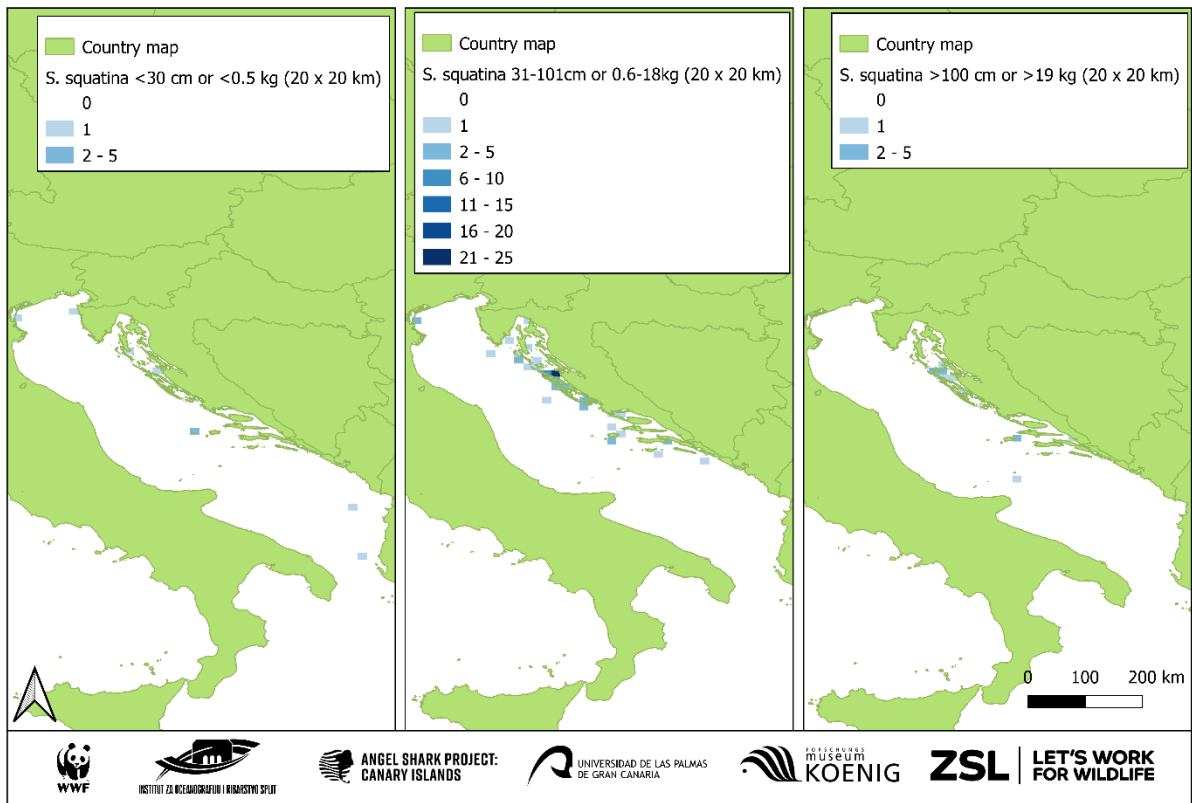 Country map
S. squatina <30 cm or <0.5 kg (20 x 20 km)
0
1
2 - 5
Country map
S. squatina 31-101cm or 0.6-18kg (20 x 20 km)
0
1
2 - 5
6 - 10
11 - 15
16 - 20
21 - 25
Country map
S. squatina >100 cm or >19 kg (20 x 20 km)
0
1
2 - 5
0 100 200 km
WWF
INSTITUT ZA OCEANOGRAFIJU I RIBARSTVO SPLIT
ANGEL SHARK PROJECT:
CANARY ISLANDS
UNIVERSIDAD DE LAS PALMAS
DE GRAN CANARIA
FORSCHUNGS
museum
KOENIG
ZSL
LET'S WORK
FOR WILDLIFE